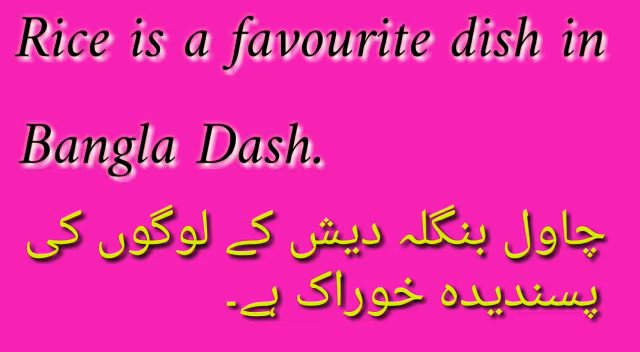 Rice is a favourite dish in
Bangla Dash.
چاول بنگلہ دیش کے لوگوں کی
پسندیدہ خوراک ہے۔